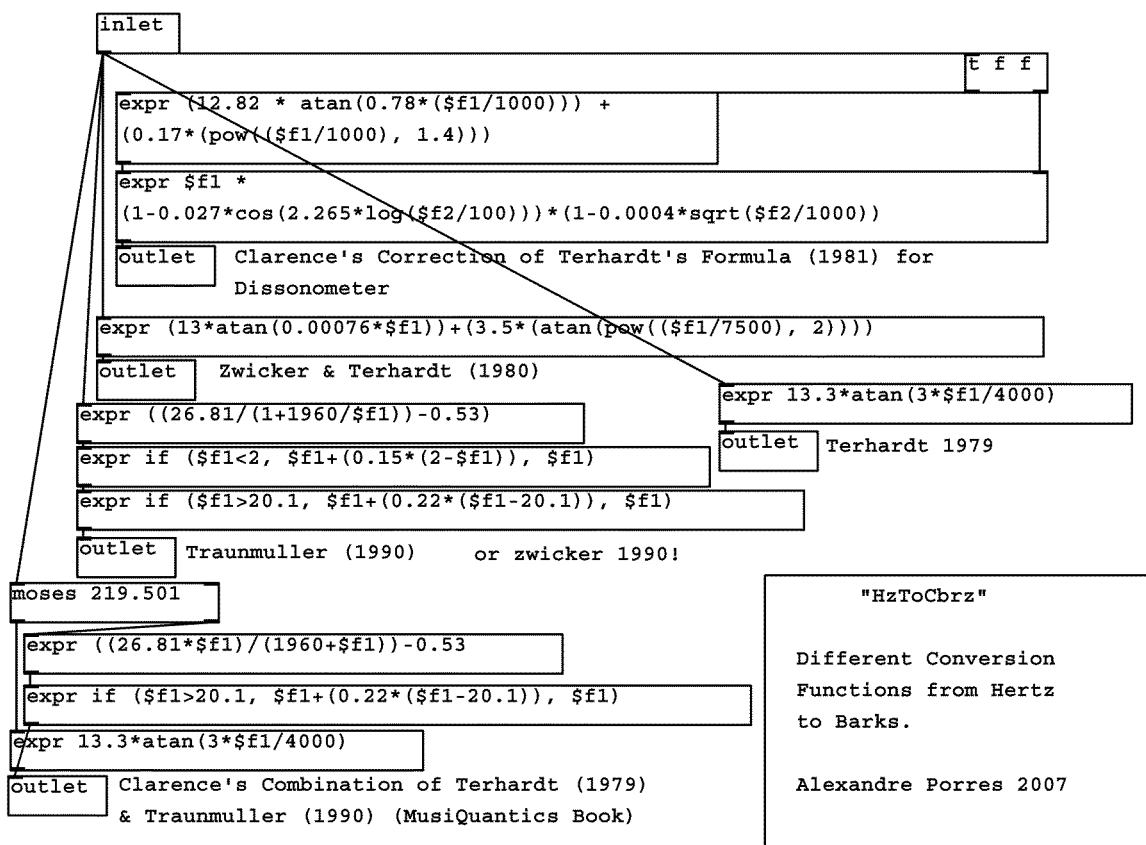 inlet
t f f
expr (12.82 * atan(0.78*($f1/1000))) +
(0.17*(pow(($f1/1000), 1.4)))
expr $f1 *
(1-0.027*cos(2.265*log($f2/100)))*(1-0.0004*sqrt($f2/1000))
outlet
Clarence's Correction of Terhardt's Formula (1981) for
Dissonometer
expr (13*atan(0.00076*$f1))+(3.5*(atan(pow(($f1/7500), 2))))
outlet
Zwicker & Terhardt (1980)
expr 13.3*atan(3*$f1/4000)
outlet
Terhardt 1979
expr ((26.81/(1+1960/$f1))-0.53)
expr if ($f1<2, $f1+(0.15*(2-$f1)), $f1)
expr if ($f1>20.1, $f1+(0.22*($f1-20.1)), $f1)
outlet
Traunmuller (1990)
or zwicker 1990!
moses 219.501
expr ((26.81*$f1)/(1960+$f1))-0.53
expr if ($f1>20.1, $f1+(0.22*($f1-20.1)), $f1)
expr 13.3*atan(3*$f1/4000)
outlet
Clarence's Combination of Terhardt (1979)
& Traunmuller (1990) (MusiQuantics Book)
"HzToCbrz"
Different Conversion
Functions from Hertz
to Barks.
Alexandre Porres 2007